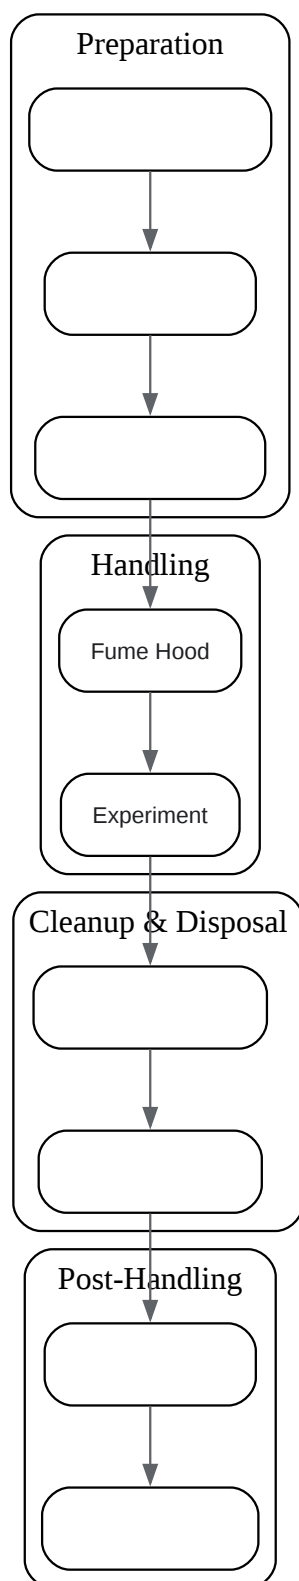 Preparation
Handling
Fume Hood
Experiment
Cleanup & Disposal
Post-Handling